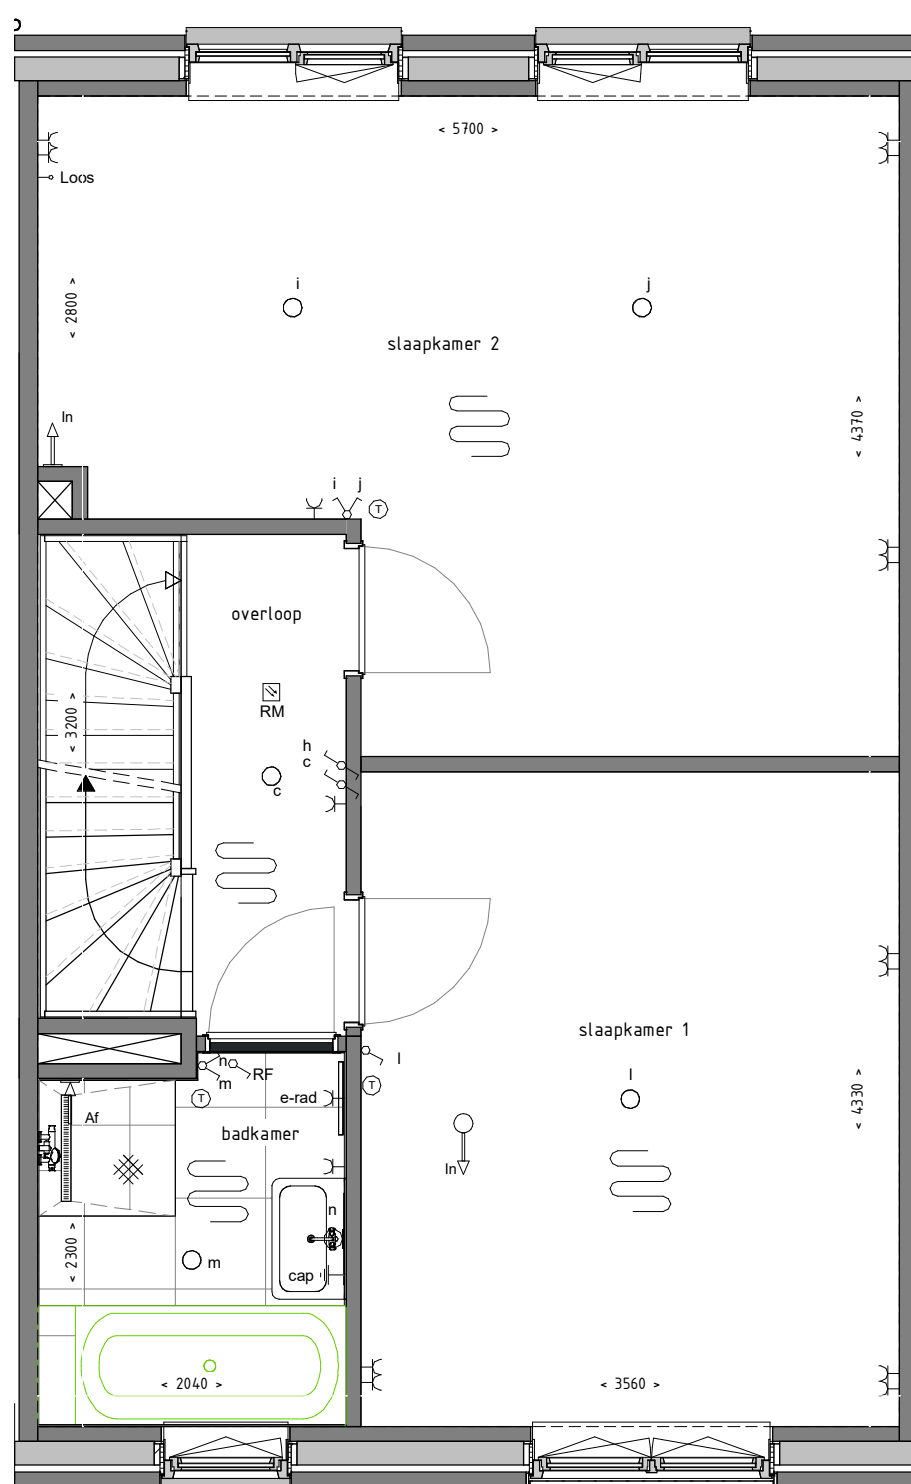 < 5700 >
Loos
< 2800 >
i
j
slaapkamer 2
In
< 4370 >
i j
T
overloop
RM
< 3200 >
h
c
c
slaapkamer 1
l
n
m
RF
T
T
e-rad
l
Af
badkamer
< 4330 >
In
n
< 2300 >
m
cap
< 2040 >
< 3560 >